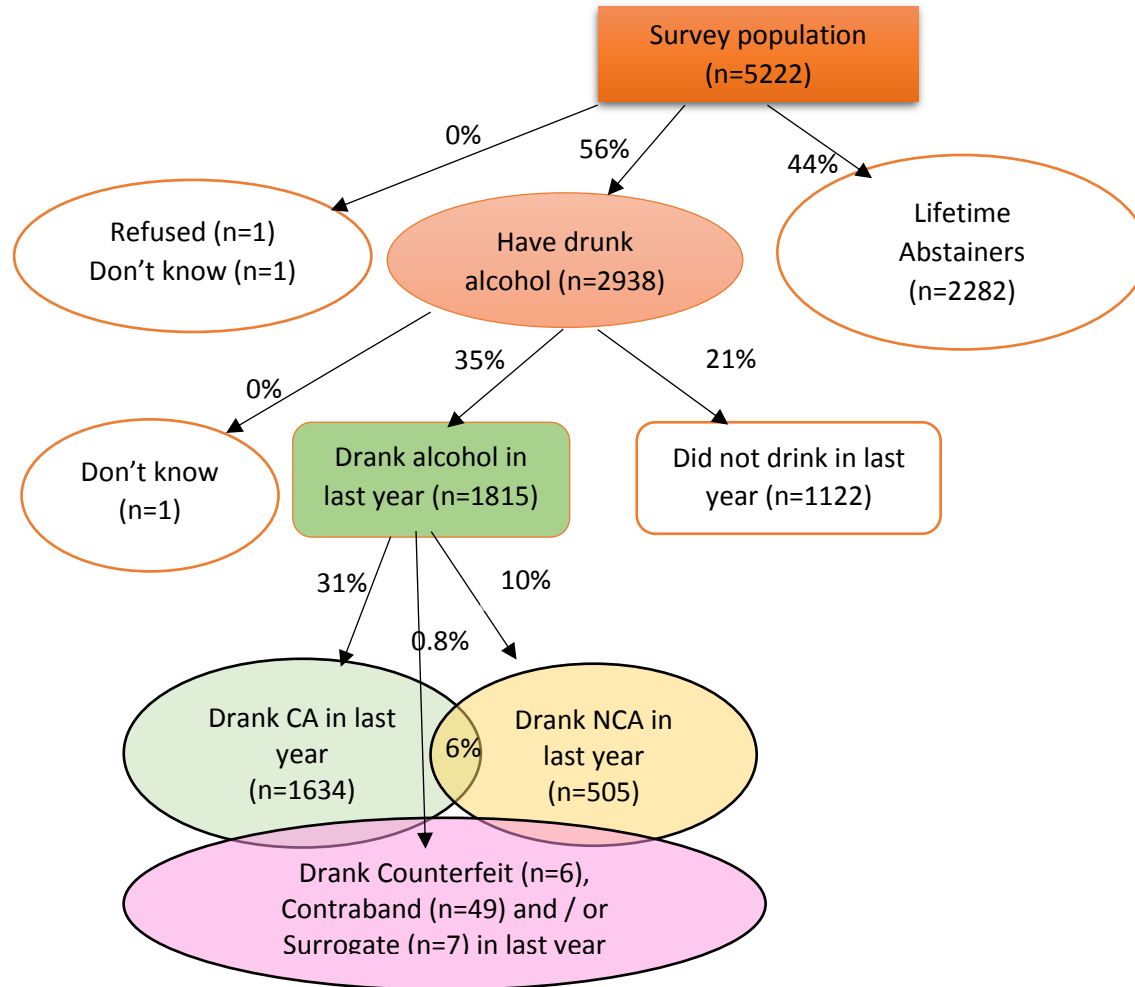 Survey population
(n=5222)
0%
56%
44%
Refused (n=1)
Don’t know (n=1)
Have drunk
alcohol (n=2938)
Lifetime
Abstainers
(n=2282)
0%
35%
21%
Don’t know
(n=1)
Drank alcohol in
last year (n=1815)
Did not drink in last
year (n=1122)
31%
0.8%
10%
Drank CA in last
year
(n=1634)
6%
Drank NCA in
last year
(n=505)
Drank Counterfeit (n=6),
Contraband (n=49) and / or
Surrogate (n=7) in last year